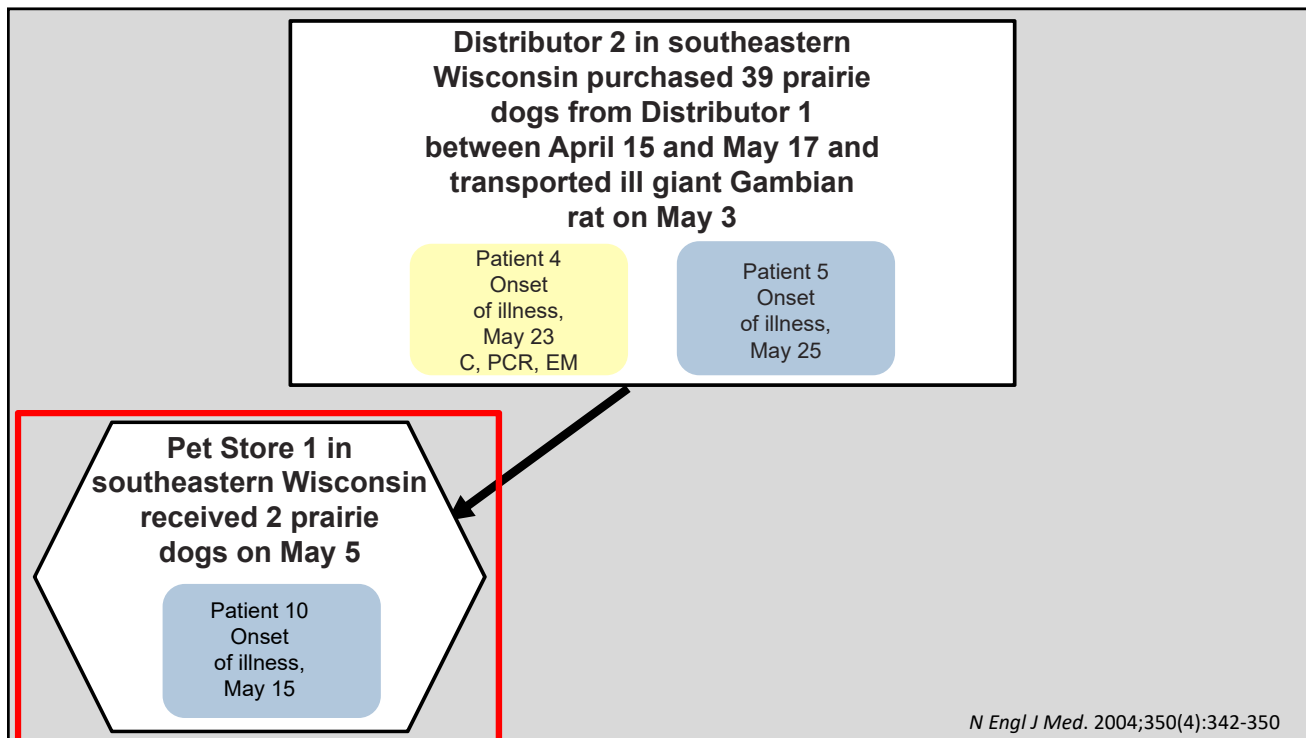 Distributor 2 in southeastern
Wisconsin purchased 39 prairie
dogs from Distributor 1
between April 15 and May 17 and
transported ill giant Gambian
rat on May 3
Patient 4
Onset
of illness,
May 23
C, PCR, EM
Patient 5
Onset
of illness,
May 25
Pet Store 1 in
southeastern Wisconsin
received 2 prairie
dogs on May 5
Patient 10
Onset
of illness,
May 15
N Engl J Med. 2004;350(4):342-350